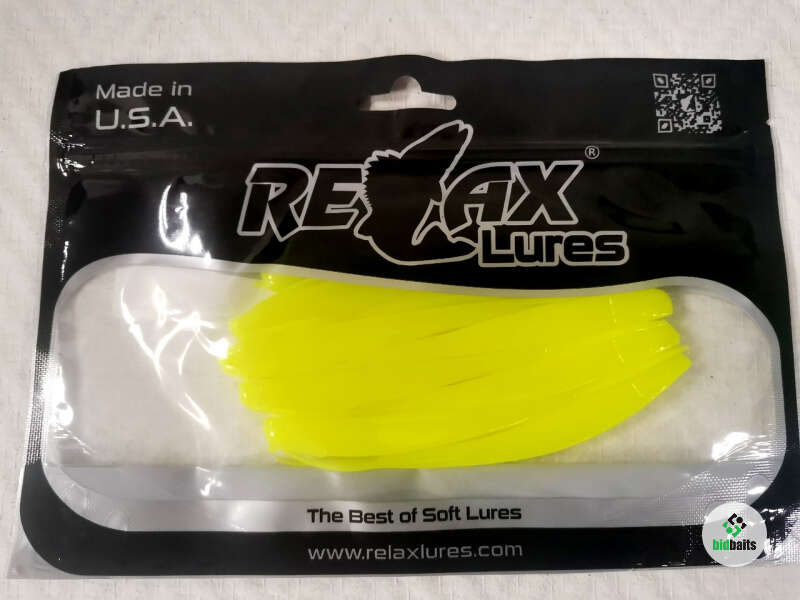 Made in
U.S.A.
RELAX®
Lures
The Best of Soft Lures
www.relaxlures.com
bidbaits